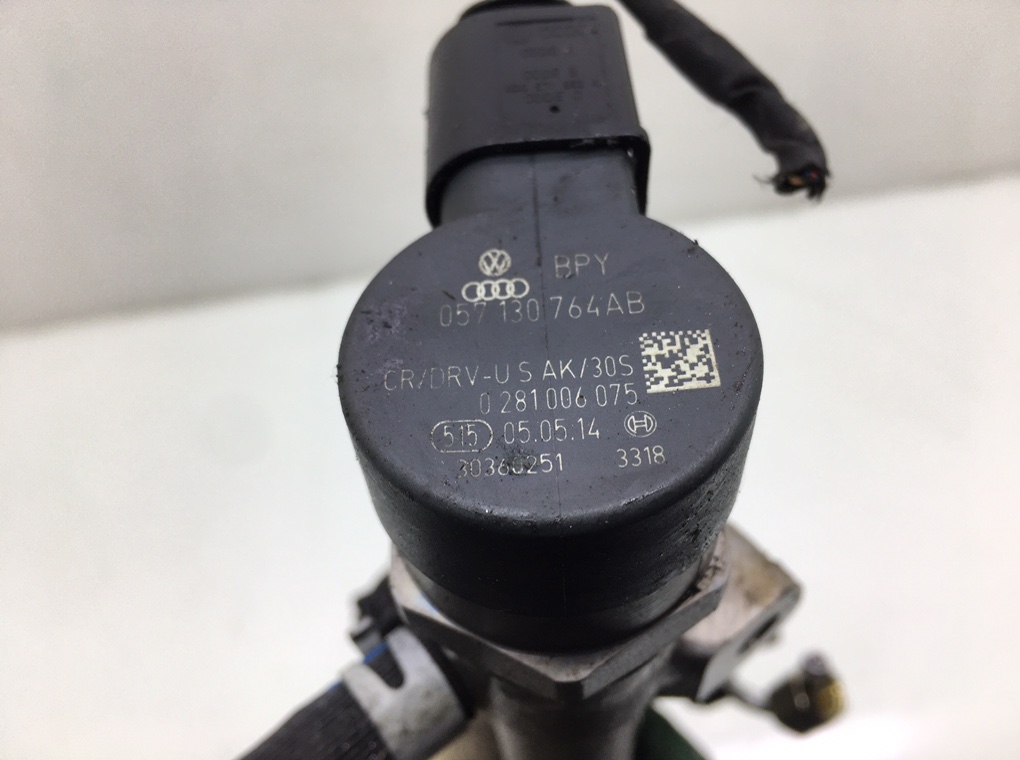 BPY
057 130 764AB
CR/DRV-U S AK/30S
0 281 006 075
515 05.05.14
30360251 3318